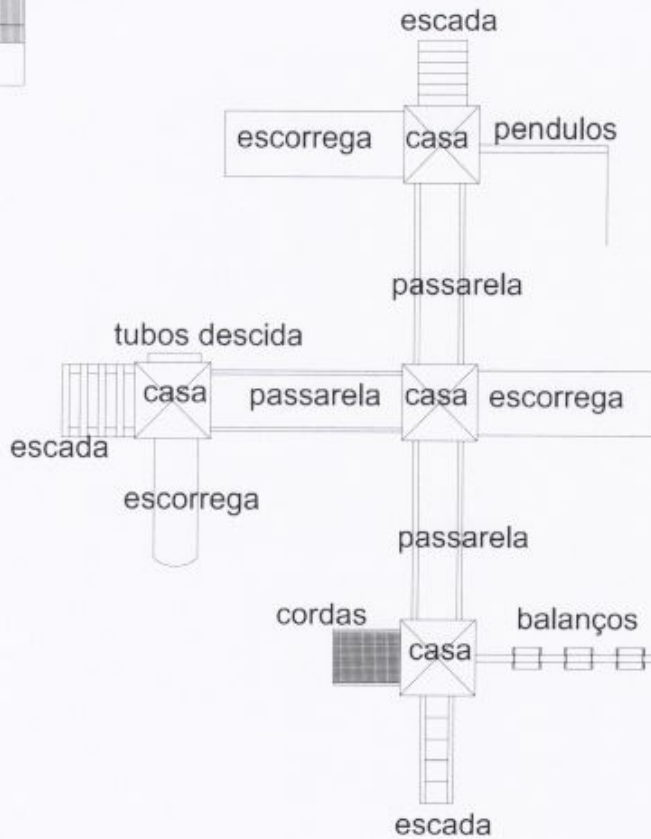 escada
escorrega casa pendulos
passarela
tubos descida
casa passarela casa escorrega
escada
escorrega
passarela
cordas balanços
casa
escada